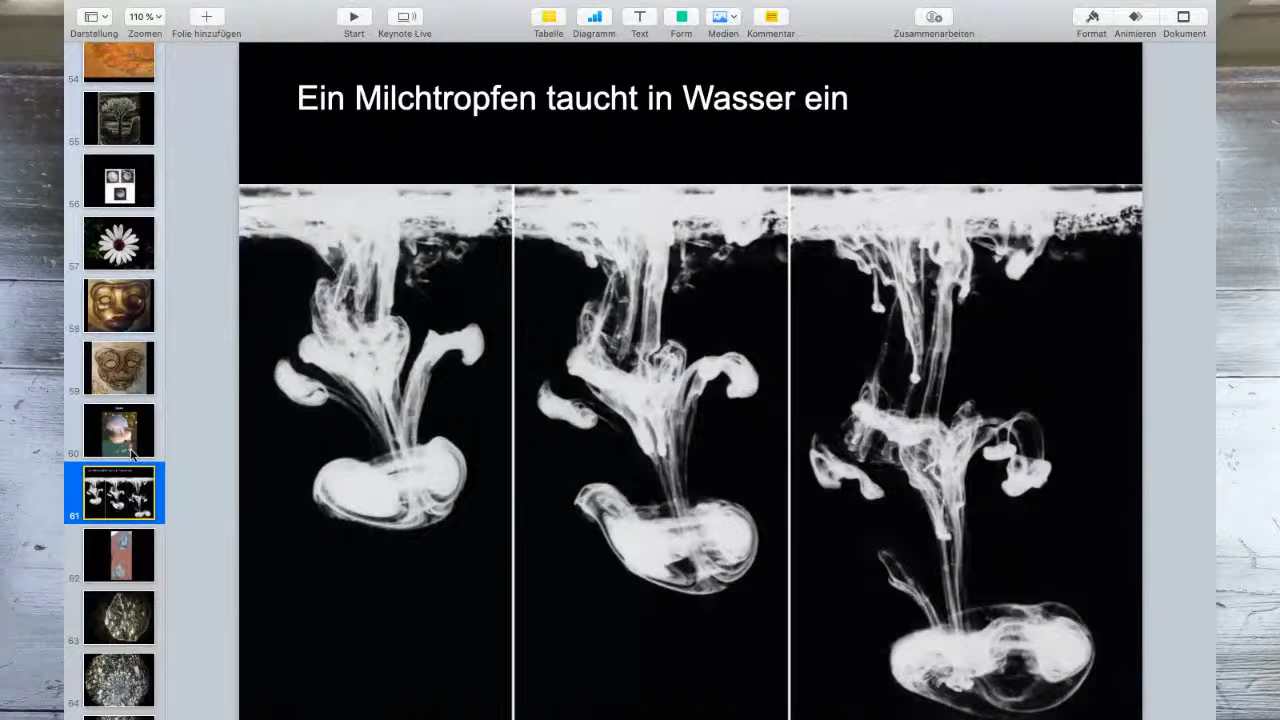 Darstellung
110 %
Zoomen
Folie hinzufügen
Start
Keynote Live
Tabelle
Diagramm
Text
Form
Medien
Kommentar
Zusammenarbeiten
Format
Animieren
Dokument
Ein Milchtropfen taucht in Wasser ein
54
55
56
57
58
59
60
61
62
63
64